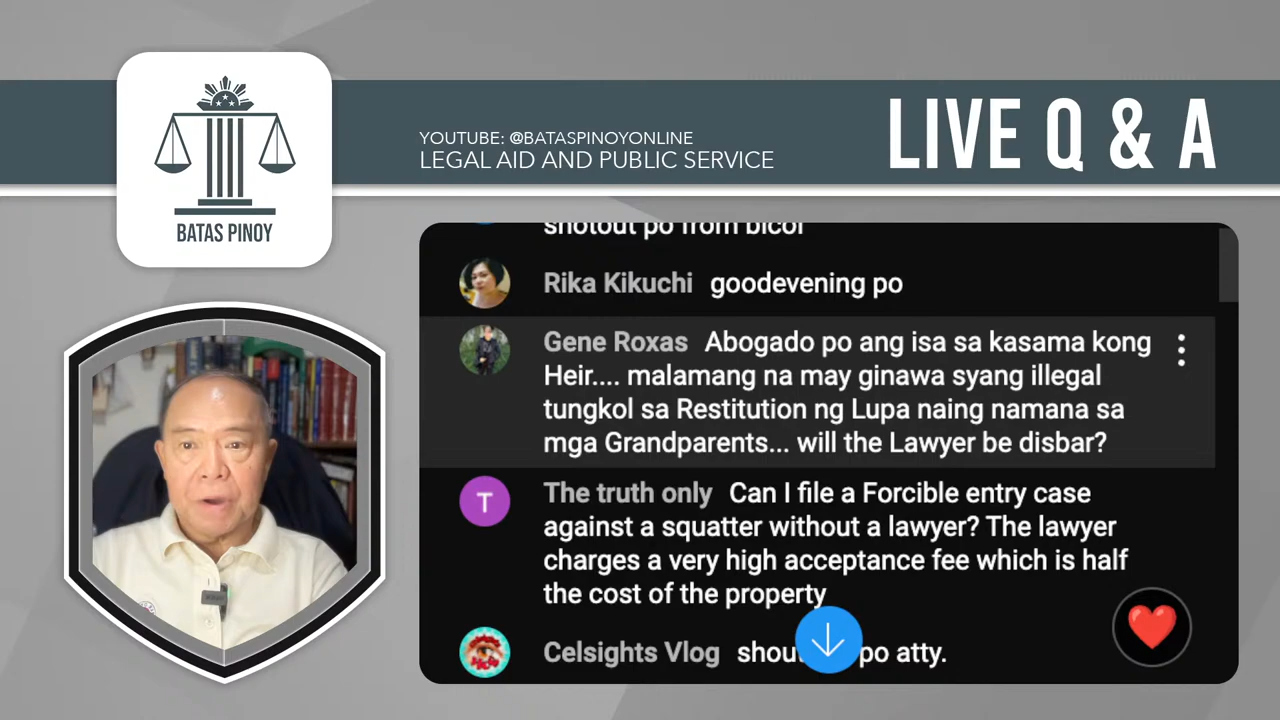 YOUTUBE: @BATASPINOYONLINE
LEGAL AID AND PUBLIC SERVICE
LIVE Q & A
BATAS PINOY
shotout po from bicol
Rika Kikuchi goodevening po
Gene Roxas Abogado po ang isa sa kasama kong
Heir.... malamang na may ginawa syang illegal
tungkol sa Restitution ng Lupa naing namana sa
mga Grandparents... will the Lawyer be disbar?
T
The truth only Can I file a Forcible entry case
against a squatter without a lawyer? The lawyer
charges a very high acceptance fee which is half
the cost of the property
Celsights Vlog po atty.